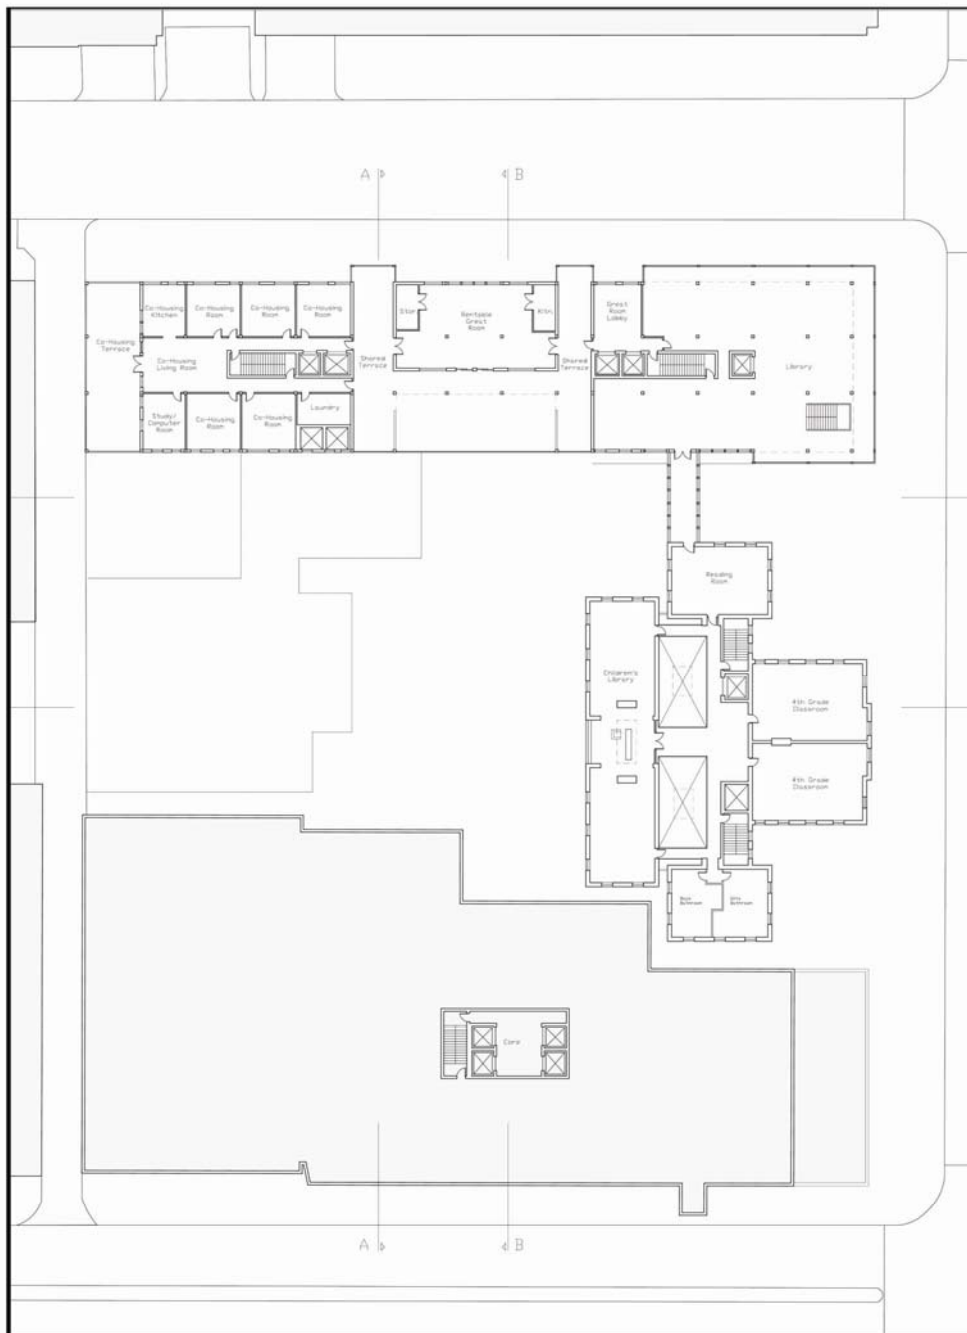 A
B
Co-Housing
Kitchen
Co-Housing
Room
Co-Housing
Room
Co-Housing
Room
Stor.
Rentable
Great
Room
Kitn.
Great
Room
Lobby
Co-Housing
Terrace
Co-Housing
Living Room
Shared
Terrace
Shared
Terrace
Library
Study/
Computer
Room
Co-Housing
Room
Co-Housing
Room
Laundry
Reading
Room
Children's
Library
4th Grade
Classroom
4th Grade
Classroom
Boys
Bathroom
Girls
Bathroom
Core
A
B